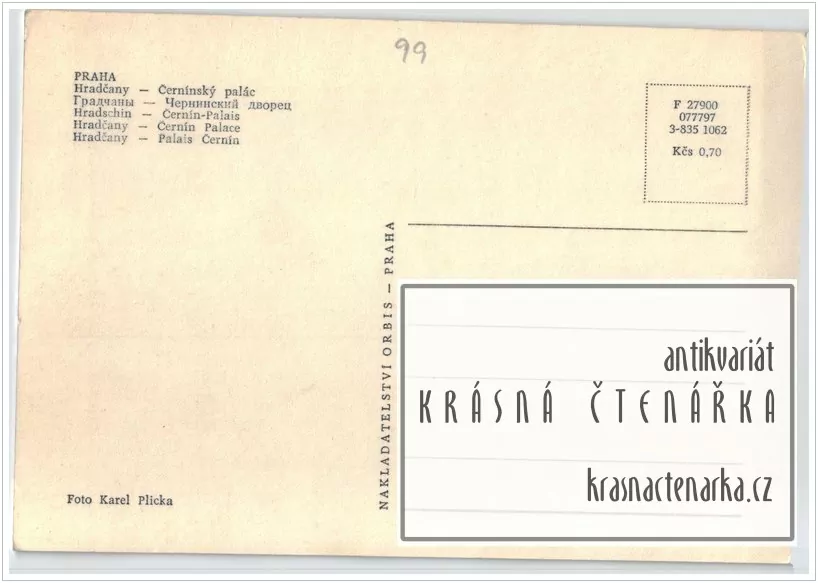 99
PRAHA
Hradčany — Černínský palác
Градчаны — Чернинский дворец
Hradschin — Černín-Palais
Hradčany — Černín Palace
Hradčany — Palais Černín
F 27900
077797
3-835 1062
Kčs 0,70
NAKLADATELSTVÍ ORBIS — PRAHA
Foto Karel Plicka
antikvariát
KRÁSNÁ ČTENÁŘKA
krasnactenarka.cz